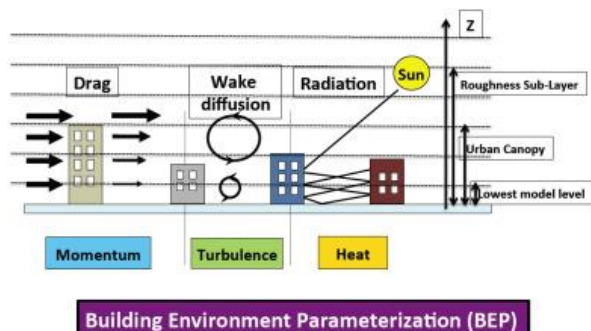 Z
Drag
Wake
diffusion
Radiation
Sun
Roughness Sub-Layer
Urban Canopy
Lowest model level
Momentum
Turbulence
Heat
Building Environment Parameterization (BEP)